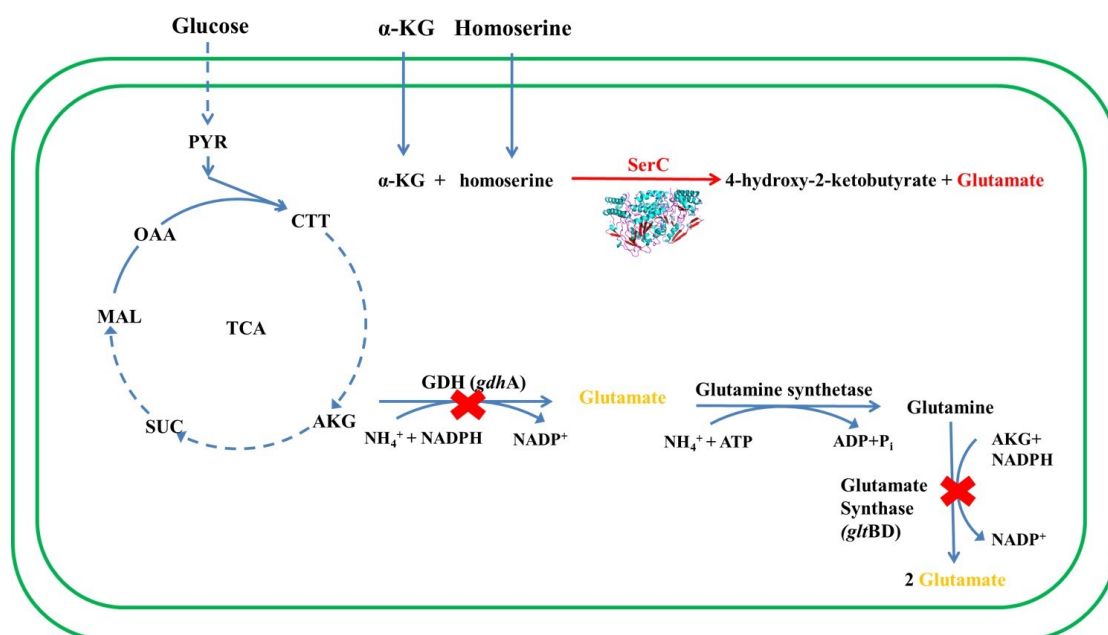 Glucose
α-KG Homoserine
PYR
α-KG + homoserine
SerC
4-hydroxy-2-ketobutyrate + Glutamate
CTT
OAA
MAL
TCA
SUC
AKG
GDH (gdhA)
NH₄⁺ + NADPH
NADP⁺
Glutamate
Glutamine synthetase
NH₄⁺ + ATP
ADP+Pᵢ
Glutamine
AKG+
NADPH
Glutamate
Synthase
(gltBD)
NADP⁺
2 Glutamate